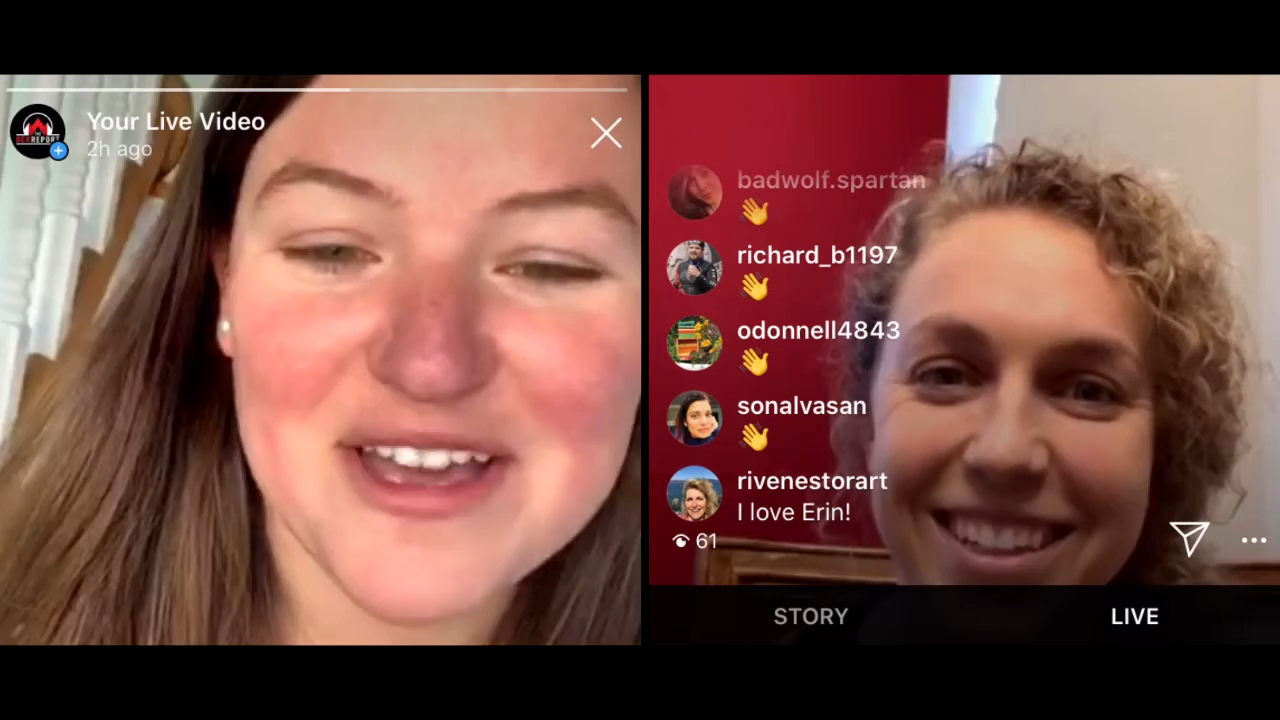 Your Live Video
2h ago
badwolf.spartan
👋
richard_b1197
👋
odonnell4843
👋
sonalvasan
👋
rivenestorart
I love Erin!
61
STORY
LIVE